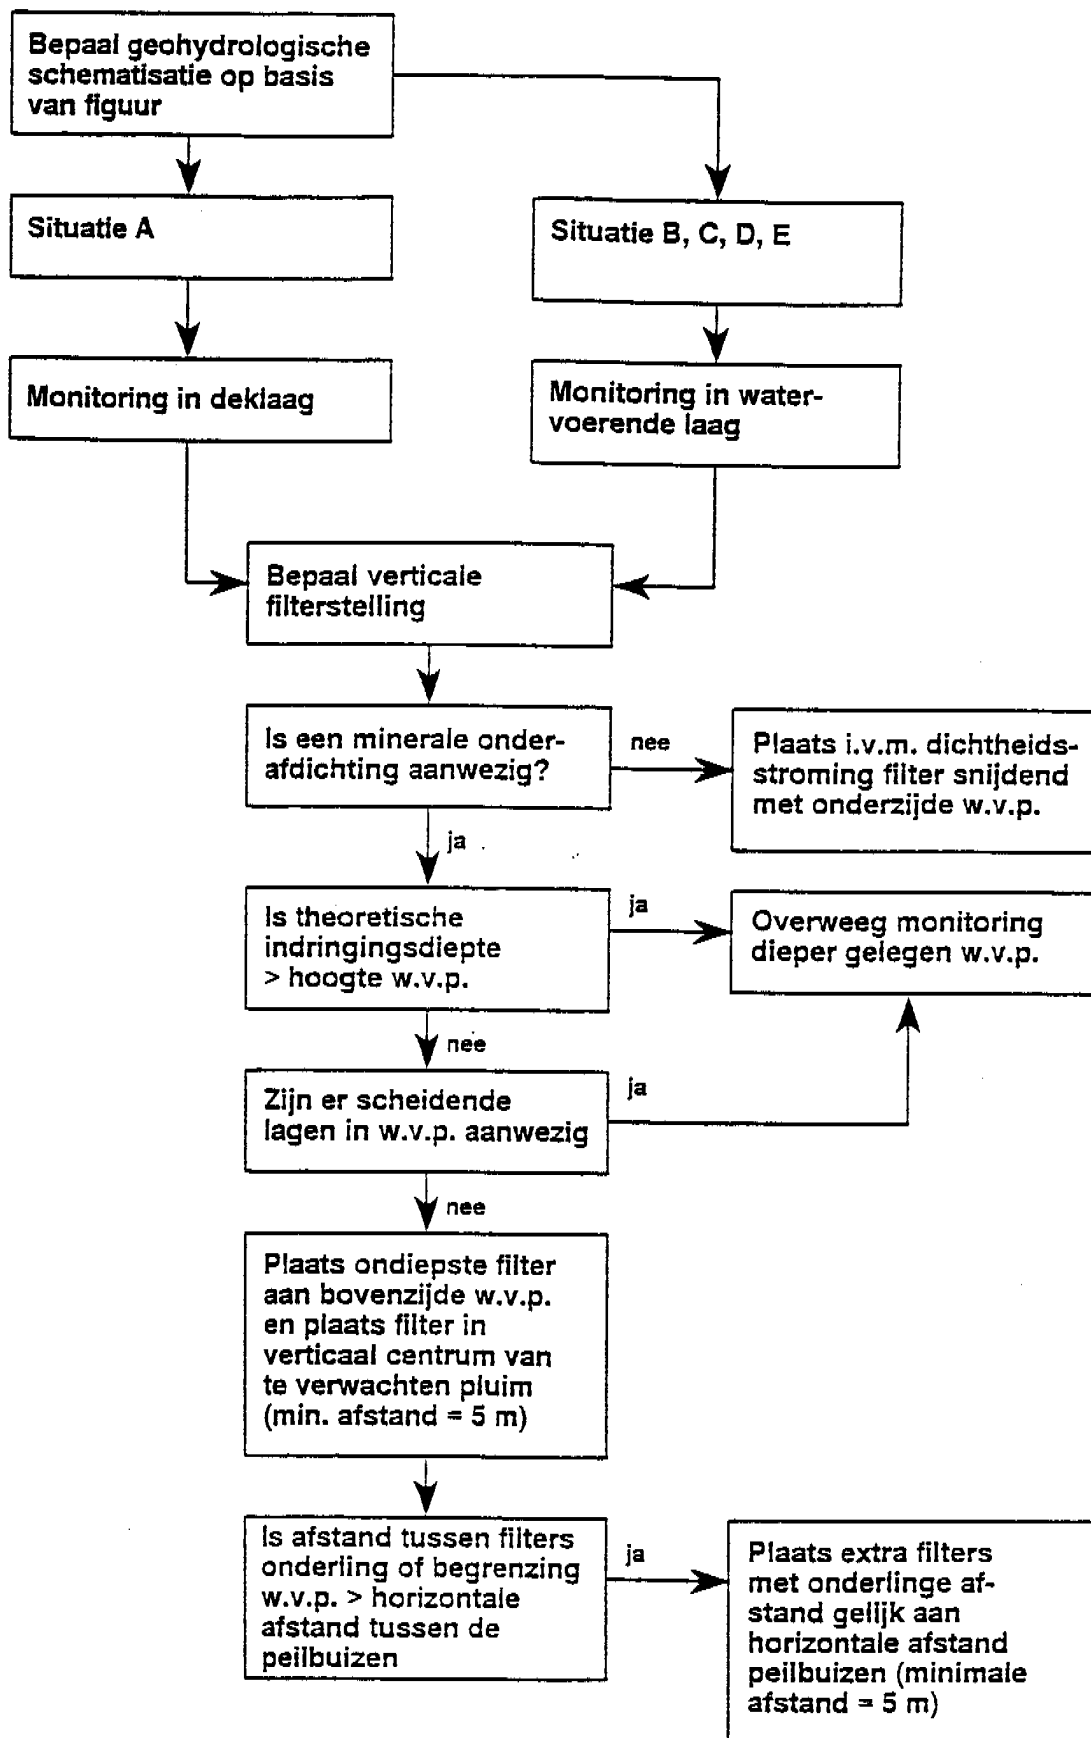 Bepaal geohydrologische
schematisatie op basis
van figuur
Situatie A
Situatie B, C, D, E
Monitoring in deklaag
Monitoring in water-
voerende laag
Bepaal verticale
filterstelling
Is een minerale onder-
afdichting aanwezig?
nee
Plaats i.v.m. dichtheids-
stroming filter snijdend
met onderzijde w.v.p.
ja
Is theoretische
indringingsdiepte
> hoogte w.v.p.
ja
Overweeg monitoring
dieper gelegen w.v.p.
nee
Zijn er scheidende
lagen in w.v.p. aanwezig
ja
nee
Plaats ondiepste filter
aan bovenzijde w.v.p.
en plaats filter in
verticaal centrum van
te verwachten pluim
(min. afstand = 5 m)
Is afstand tussen filters
onderling of begrenzing
w.v.p. > horizontale
afstand tussen de
peilbuizen
ja
Plaats extra filters
met onderlinge af-
stand gelijk aan
horizontale afstand
peilbuizen (minimale
afstand = 5 m)